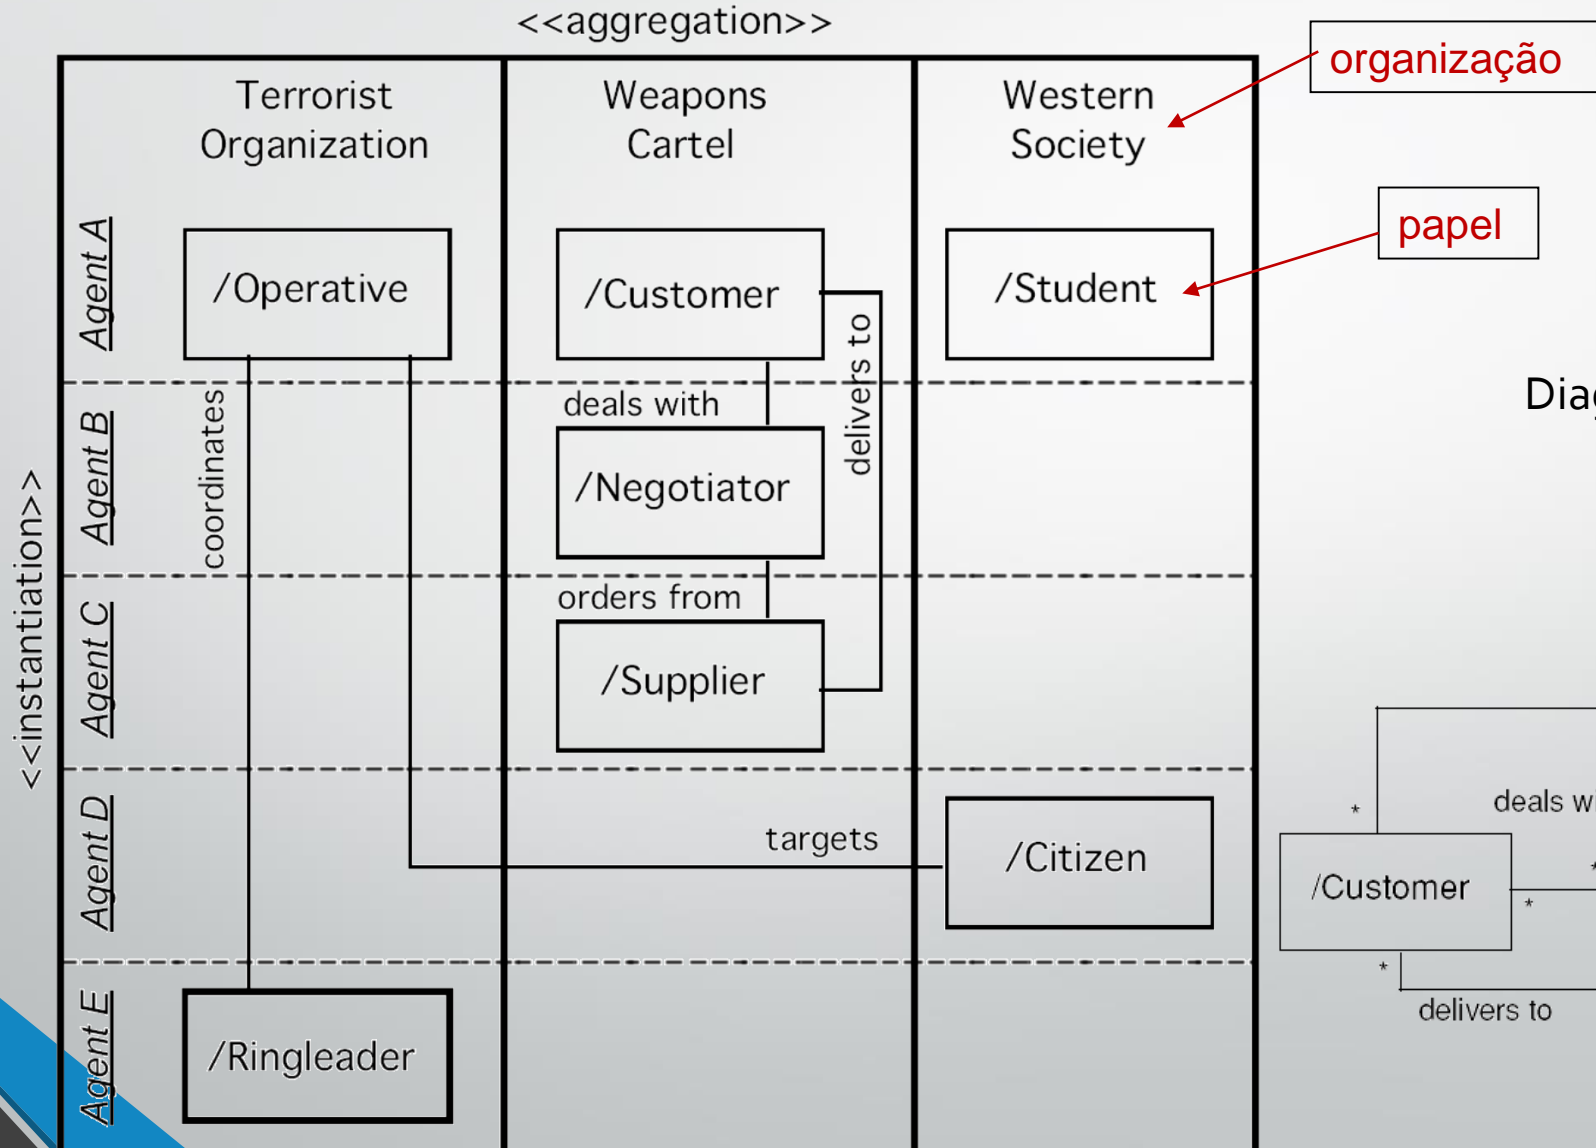 <<aggregation>>
organização
Terrorist
Organization
Weapons
Cartel
Western
Society
papel
Agent A
/Operative
/Customer
/Student
delivers to
coordinates
deals with
Agent B
/Negotiator
<<instantiation>>
orders from
Agent C
/Supplier
Agent D
targets
/Citizen
Agent E
/Ringleader
*
deals
/Customer
*
*
*
delivers to